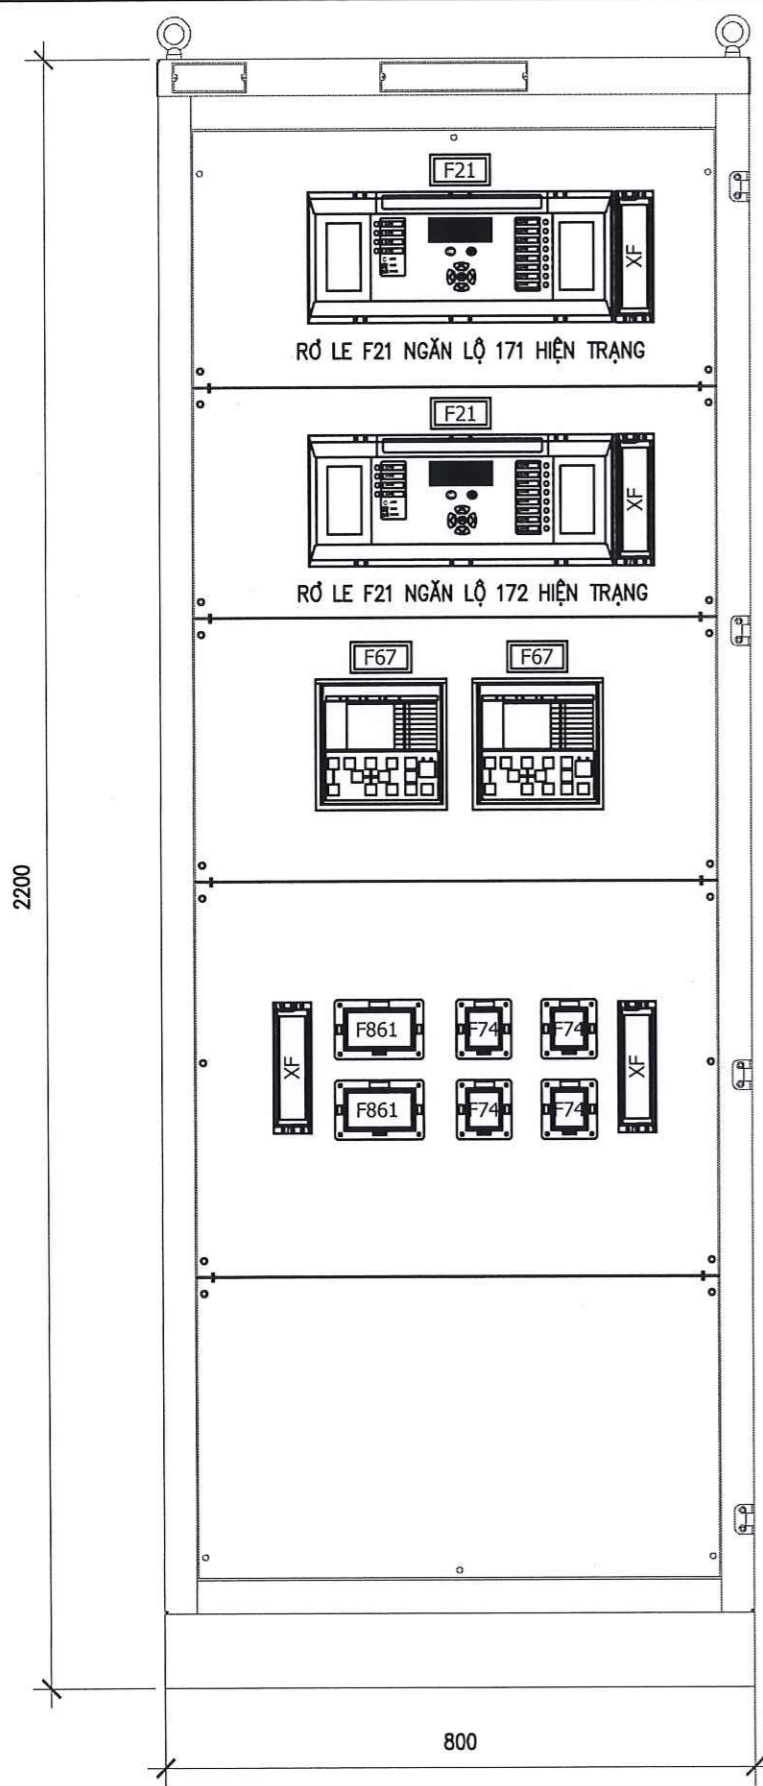 F21
XF
RƠ LE F21 NGĂN LỘ 171 HIỆN TRẠNG
F21
XF
RƠ LE F21 NGĂN LỘ 172 HIỆN TRẠNG
F67 F67
2200
XF F861 F74 F74 XF
F861 F74 F74
800